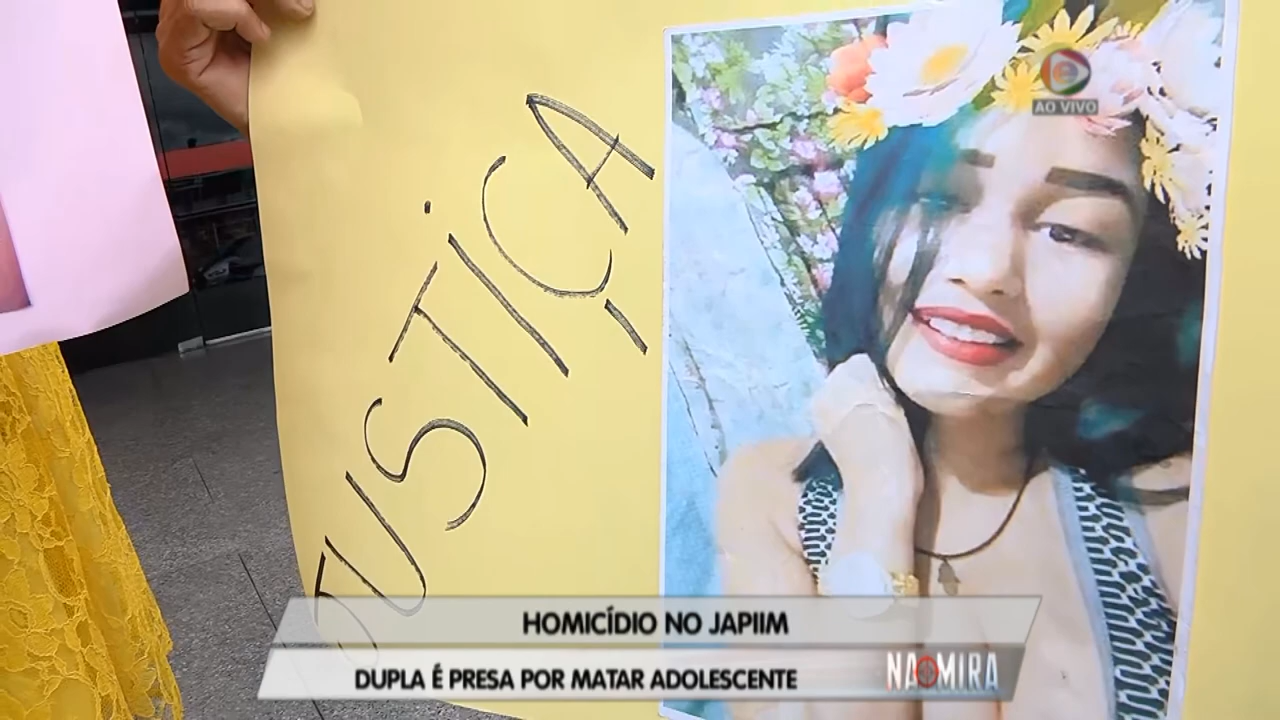 AO VIVO
JUSTIÇA
HOMICÍDIO NO JAPIIM
DUPLA É PRESA POR MATAR ADOLESCENTE
NA MIRA